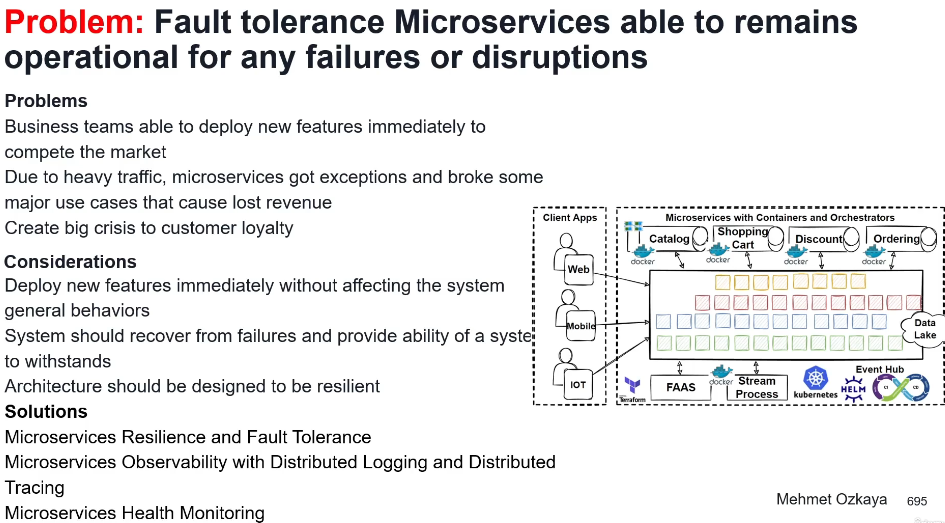 Problem: Fault tolerance Microservices able to remains
operational for any failures or disruptions
Problems
Business teams able to deploy new features immediately to
compete the market
Due to heavy traffic, microservices got exceptions and broke some
major use cases that cause lost revenue
Create big crisis to customer loyalty
Considerations
Deploy new features immediately without affecting the system
general behaviors
System should recover from failures and provide ability of a syste
to withstands
Architecture should be designed to be resilient
Solutions
Microservices Resilience and Fault Tolerance
Microservices Observability with Distributed Logging and Distributed
Tracing
Microservices Health Monitoring
Client Apps
Web
Mobile
IOT
Microservices with Containers and Orchestrators
Catalog
docker
Shopping
Cart
docker
Discount
docker
Ordering
docker
Data
Lake
Terraform
FAAS
docker
Stream
Process
kubernetes
Event Hub
HELM
CI
CD
Mehmet Ozkaya
695